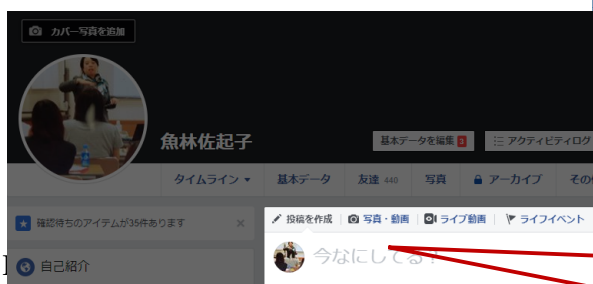 カバー写真を追加
魚林佐起子
基本データを編集 3
アクティビティログ
タイムライン
基本データ
友達 440
写真
アーカイブ
その
確認待ちのアイテムが35件あります
投稿を作成
写真・動画
ライブ動画
ライフイベント
今なにしてる?
自己紹介